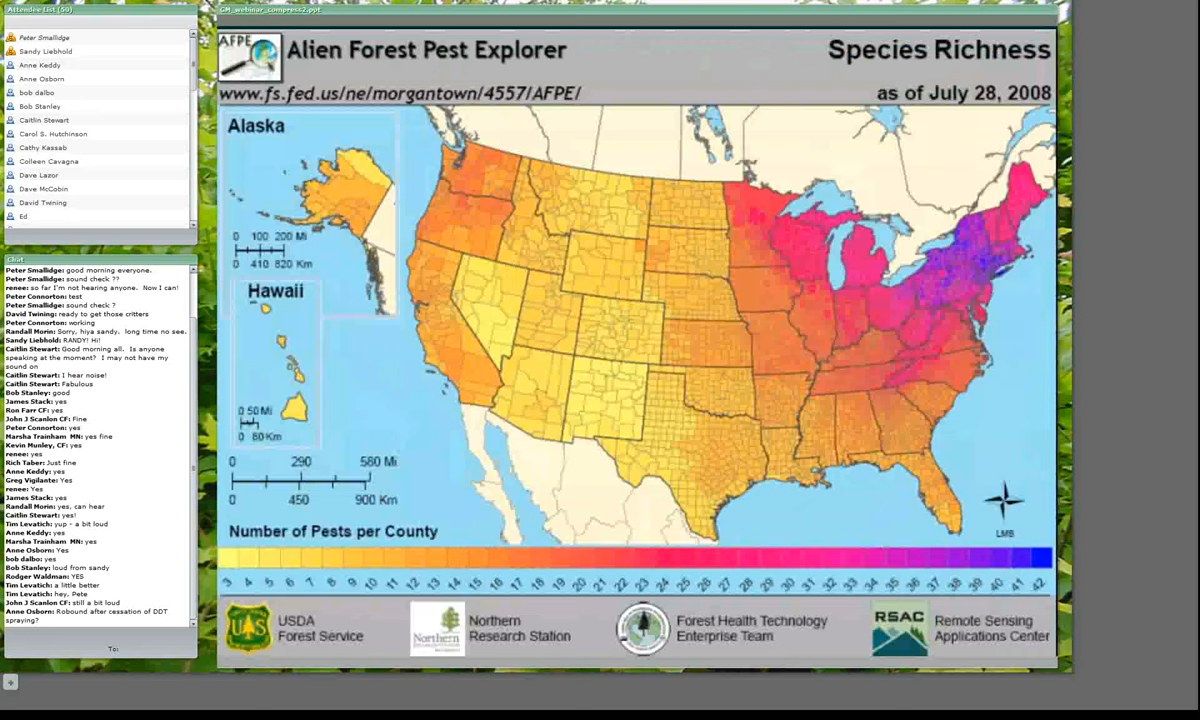 Attendee List (50)
Peter Smallidge
Sandy Liebhold
Anne Keddy
Anne Osborn
bob dalbo
Bob Stanley
Caitlin Stewart
Carol S. Hutchinson
Cathy Kassab
Colleen Cavagna
Dave Lazor
Dave McCobin
David Twining
Ed
Chat
Peter Smallidge: good morning everyone.
Peter Smallidge: sound check ??
renee: so far I'm not hearing anyone. Now I can!
Peter Connorton: test
Peter Smallidge: sound check ?
David Twining: ready to get those critters
Peter Connorton: working
Randall Morin: Sorry, hiya sandy. long time no see.
Sandy Liebhold: RANDY! Hi!
Caitlin Stewart: Good morning all. Is anyone
speaking at the moment? I may not have my
sound on
Caitlin Stewart: I hear noise!
Caitlin Stewart: Fabulous
Bob Stanley: good
James Stack: yes
Ron Farr CF: yes
John J Scanlon CF: Fine
Peter Connorton: yes
Marsha Trainham MN: yes fine
Kevin Munley, CF: yes
renee: yes
Rich Taber: Just fine
Anne Keddy: yes
Greg Vigilante: Yes
renee: Yes
James Stack: yes
Randall Morin: yes, can hear
Caitlin Stewart: yes!
Tim Levatich: yup - a bit loud
Anne Keddy: yes
Marsha Trainham MN: yes
Anne Osborn: Yes
bob dalbo: yes
Bob Stanley: loud from sandy
Rodger Waldman: YES
Tim Levatich: a little better
Tim Levatich: hey, Pete
John J Scanlon CF: still a bit loud
Anne Osborn: Robound after cessation of DDT
spraying?
To:
GM_webinar_compress2.ppt
AFPE
Alien Forest Pest Explorer
Species Richness
www.fs.fed.us/ne/morgantown/4557/AFPE/
as of July 28, 2008
Alaska
0 100 200 Mi
0 410 820 Km
Hawaii
0 50 Mi
0 80 Km
0 290 580 Mi
0 450 900 Km
LMB
Number of Pests per County
3 4 5 6 7 8 9 10 11 12 13 14 15 16 17 18 19 20 21 22 23 24 25 26 27 28 29 30 31 32 33 34 35 36 37 38 39 40 41 42
UAS
USDA
Forest Service
Northern
Northern
Research Station
Forest Health Technology
Enterprise Team
RSAC
Remote Sensing
Applications Center